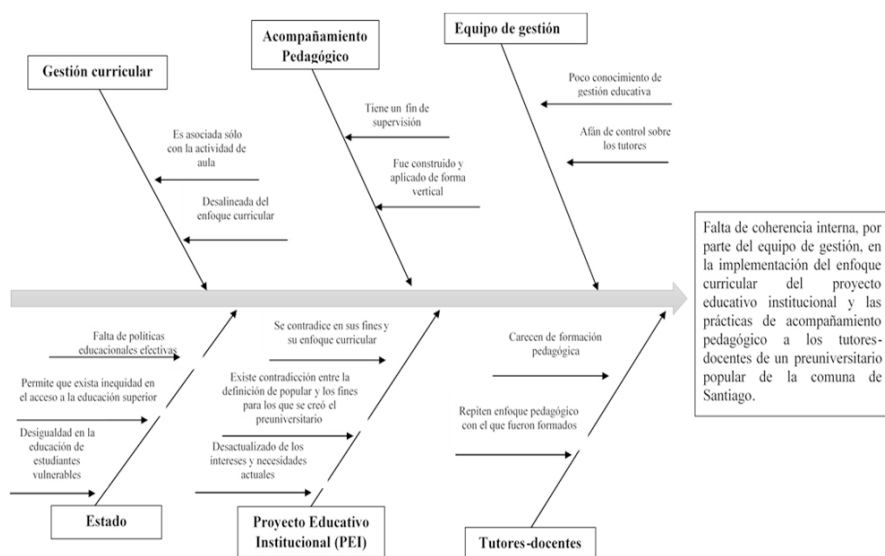 Gestión curricular
Es asociada sólo
con la actividad de
aula
Desalineada del
enfoque curricular
Acompañamiento
Pedagógico
Tiene un fin de
supervisión
Fue construido y
aplicado de forma
vertical
Equipo de gestión
Poco conocimiento de
gestión educativa
Afán de control sobre
los tutores
Falta de coherencia interna, por
parte del equipo de gestión, en
la implementación del enfoque
curricular del proyecto
educativo institucional y las
prácticas de acompañamiento
pedagógico a los tutores-
docentes de un preuniversitario
popular de la comuna de
Santiago.
Falta de políticas
educacionales efectivas
Permite que exista inequidad en
el acceso a la educación superior
Desigualdad en la
educación de
estudiantes
vulnerables
Estado
Se contradice en sus fines y
su enfoque curricular
Existe contradicción entre la
definición de popular y los fines
para los que se creó el
preuniversitario
Desactualizado de los
intereses y necesidades
actuales
Proyecto Educativo
Institucional (PEI)
Carecen de formación
pedagógica
Repiten enfoque pedagógico
con el que fueron formados
Tutores-docentes